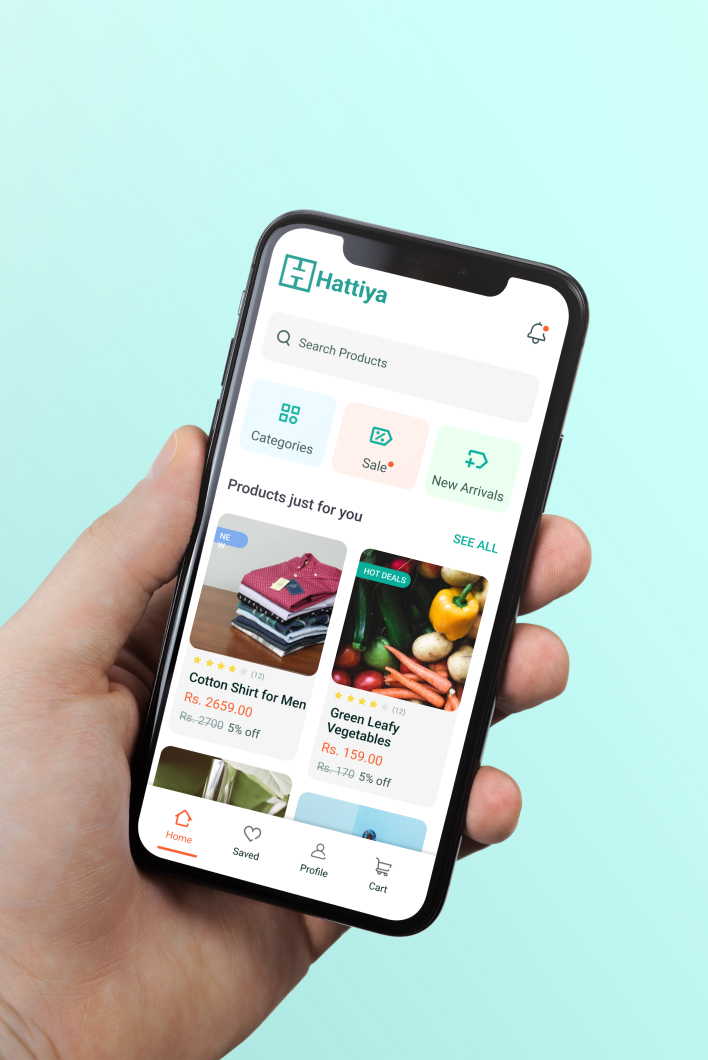 Hattiya
Search Products
Categories
Sale
New Arrivals
Products just for you
SEE ALL
NE
W
(12)
Cotton Shirt for Men
Rs. 2659.00
Rs. 2700 5% off
HOT DEALS
(12)
Green Leafy
Vegetables
Rs. 159.00
Rs. 170 5% off
Home
Saved
Profile
Cart